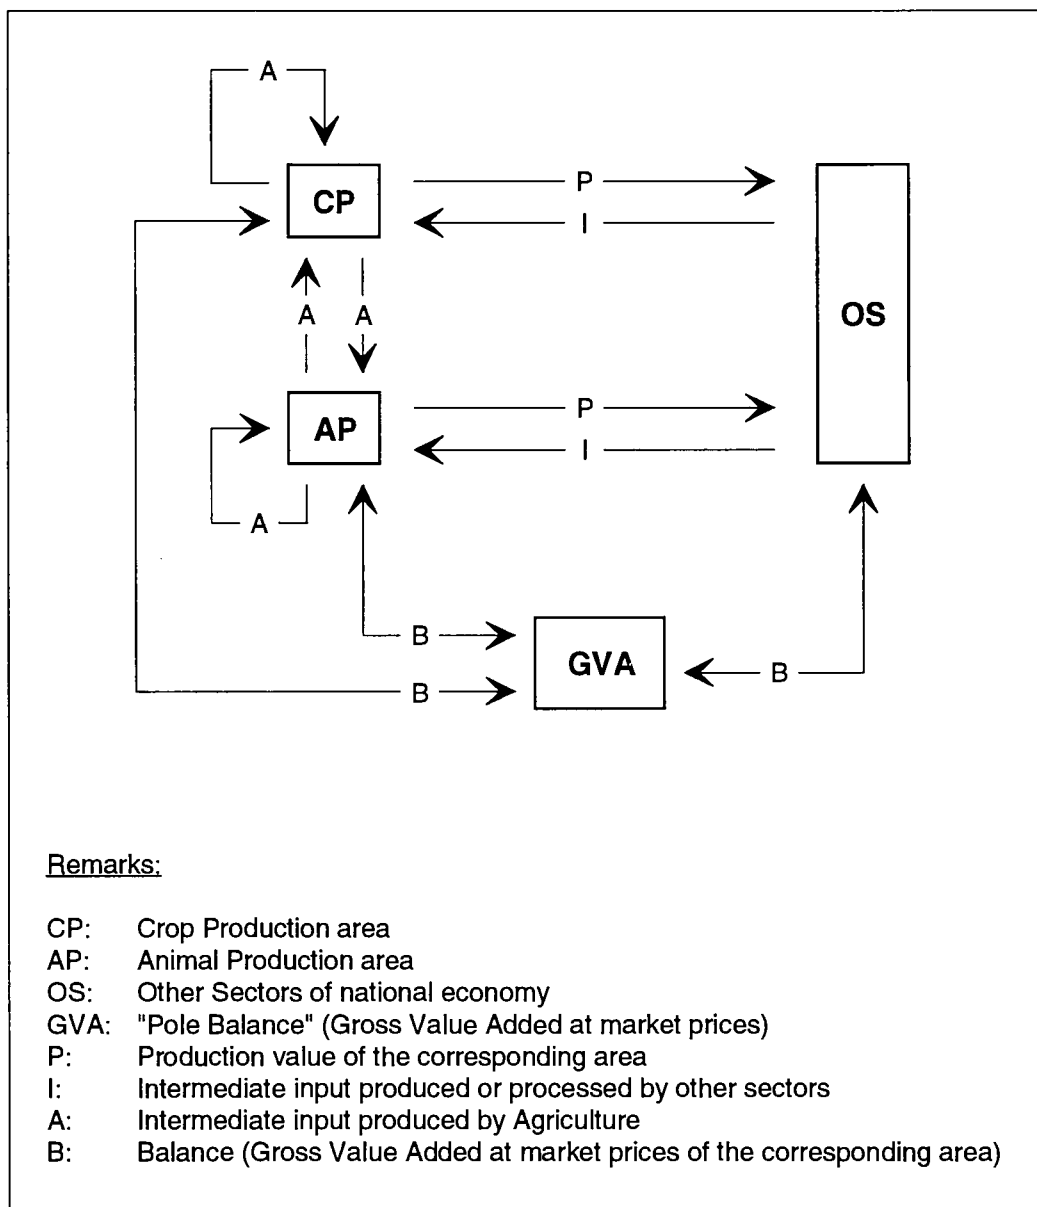 A
CP
P
I
A A
OS
AP
P
I
A
B
GVA
B
B
Remarks:
CP: Crop Production area
AP: Animal Production area
OS: Other Sectors of national economy
GVA: "Pole Balance" (Gross Value Added at market prices)
P: Production value of the corresponding area
I: Intermediate input produced or processed by other sectors
A: Intermediate input produced by Agriculture
B: Balance (Gross Value Added at market prices of the corresponding area)